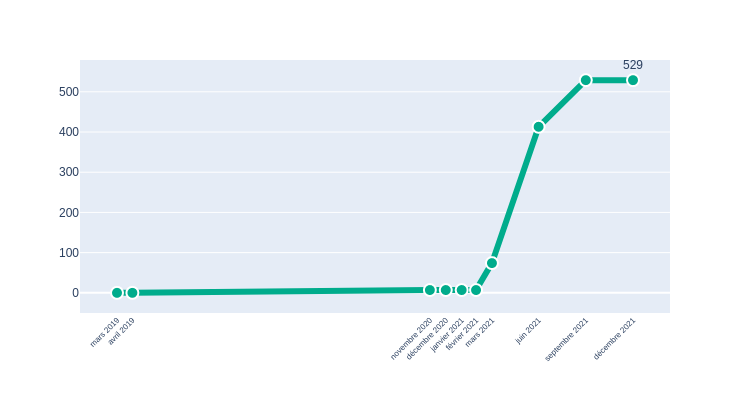 529
500
400
300
200
100
0
mars 2019
avril 2019
novembre 2020
décembre 2020
janvier 2021
février 2021
mars 2021
juin 2021
septembre 2021
décembre 2021